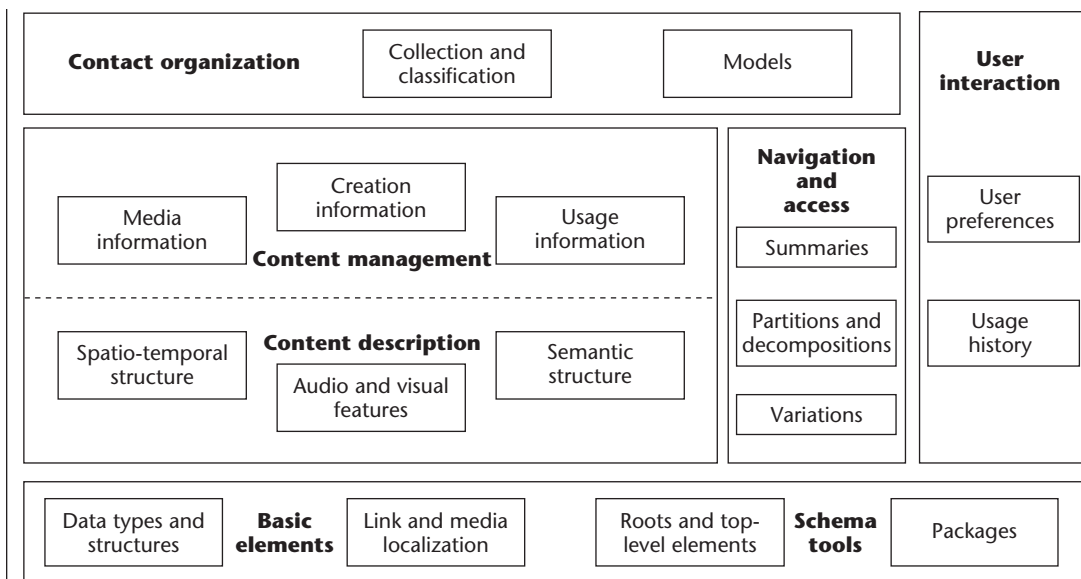 Contact organization
Collection and
classification
Models
User
interaction
Creation
information
Media
information
Usage
information
Content management
Navigation
and
access
Summaries
User
preferences
Spatio-temporal
structure
Content description
Audio and visual
features
Semantic
structure
Partitions and
decompositions
Variations
Usage
history
Data types and
structures
Basic
elements
Link and media
localization
Roots and top-
level elements
Schema
tools
Packages